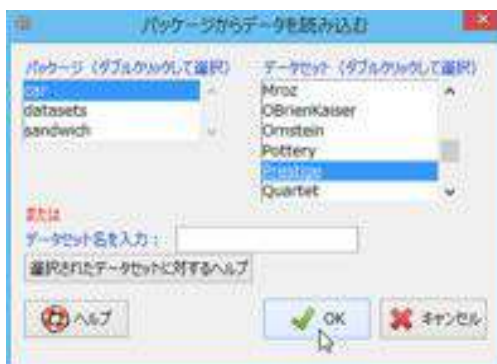 パッケージからデータを読み込む
パッケージ (ダブルクリックして選択)
car
datasets
sandwich
データセット (ダブルクリックして選択)
Mroz
OBrienKaiser
Ornstein
Pottery
Prestige
Quartet
または
データセット名を入力:
選択されたデータセットに対するヘルプ
ヘルプ
OK
キャンセル